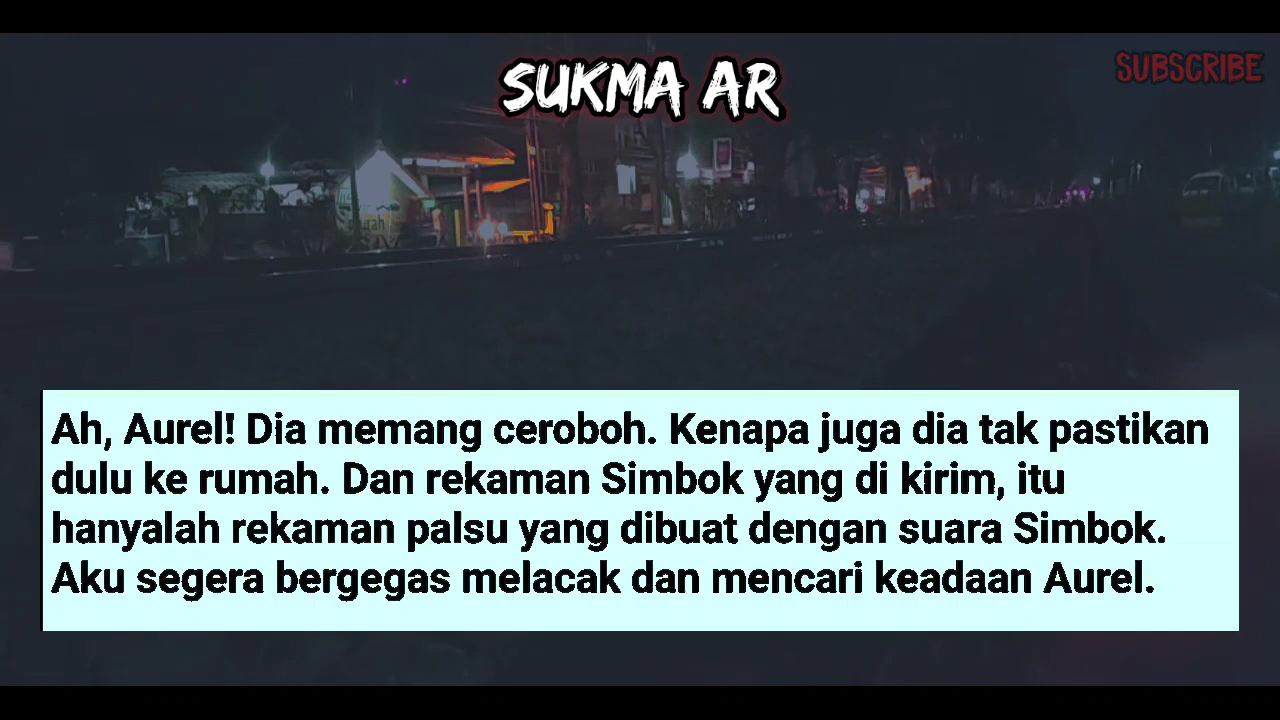 SUKMA AR
SUBSCRIBE
Ah, Aurel! Dia memang ceroboh. Kenapa juga dia tak pastikan
dulu ke rumah. Dan rekaman Simbok yang di kirim, itu
hanyalah rekaman palsu yang dibuat dengan suara Simbok.
Aku segera bergegas melacak dan mencari keadaan Aurel.